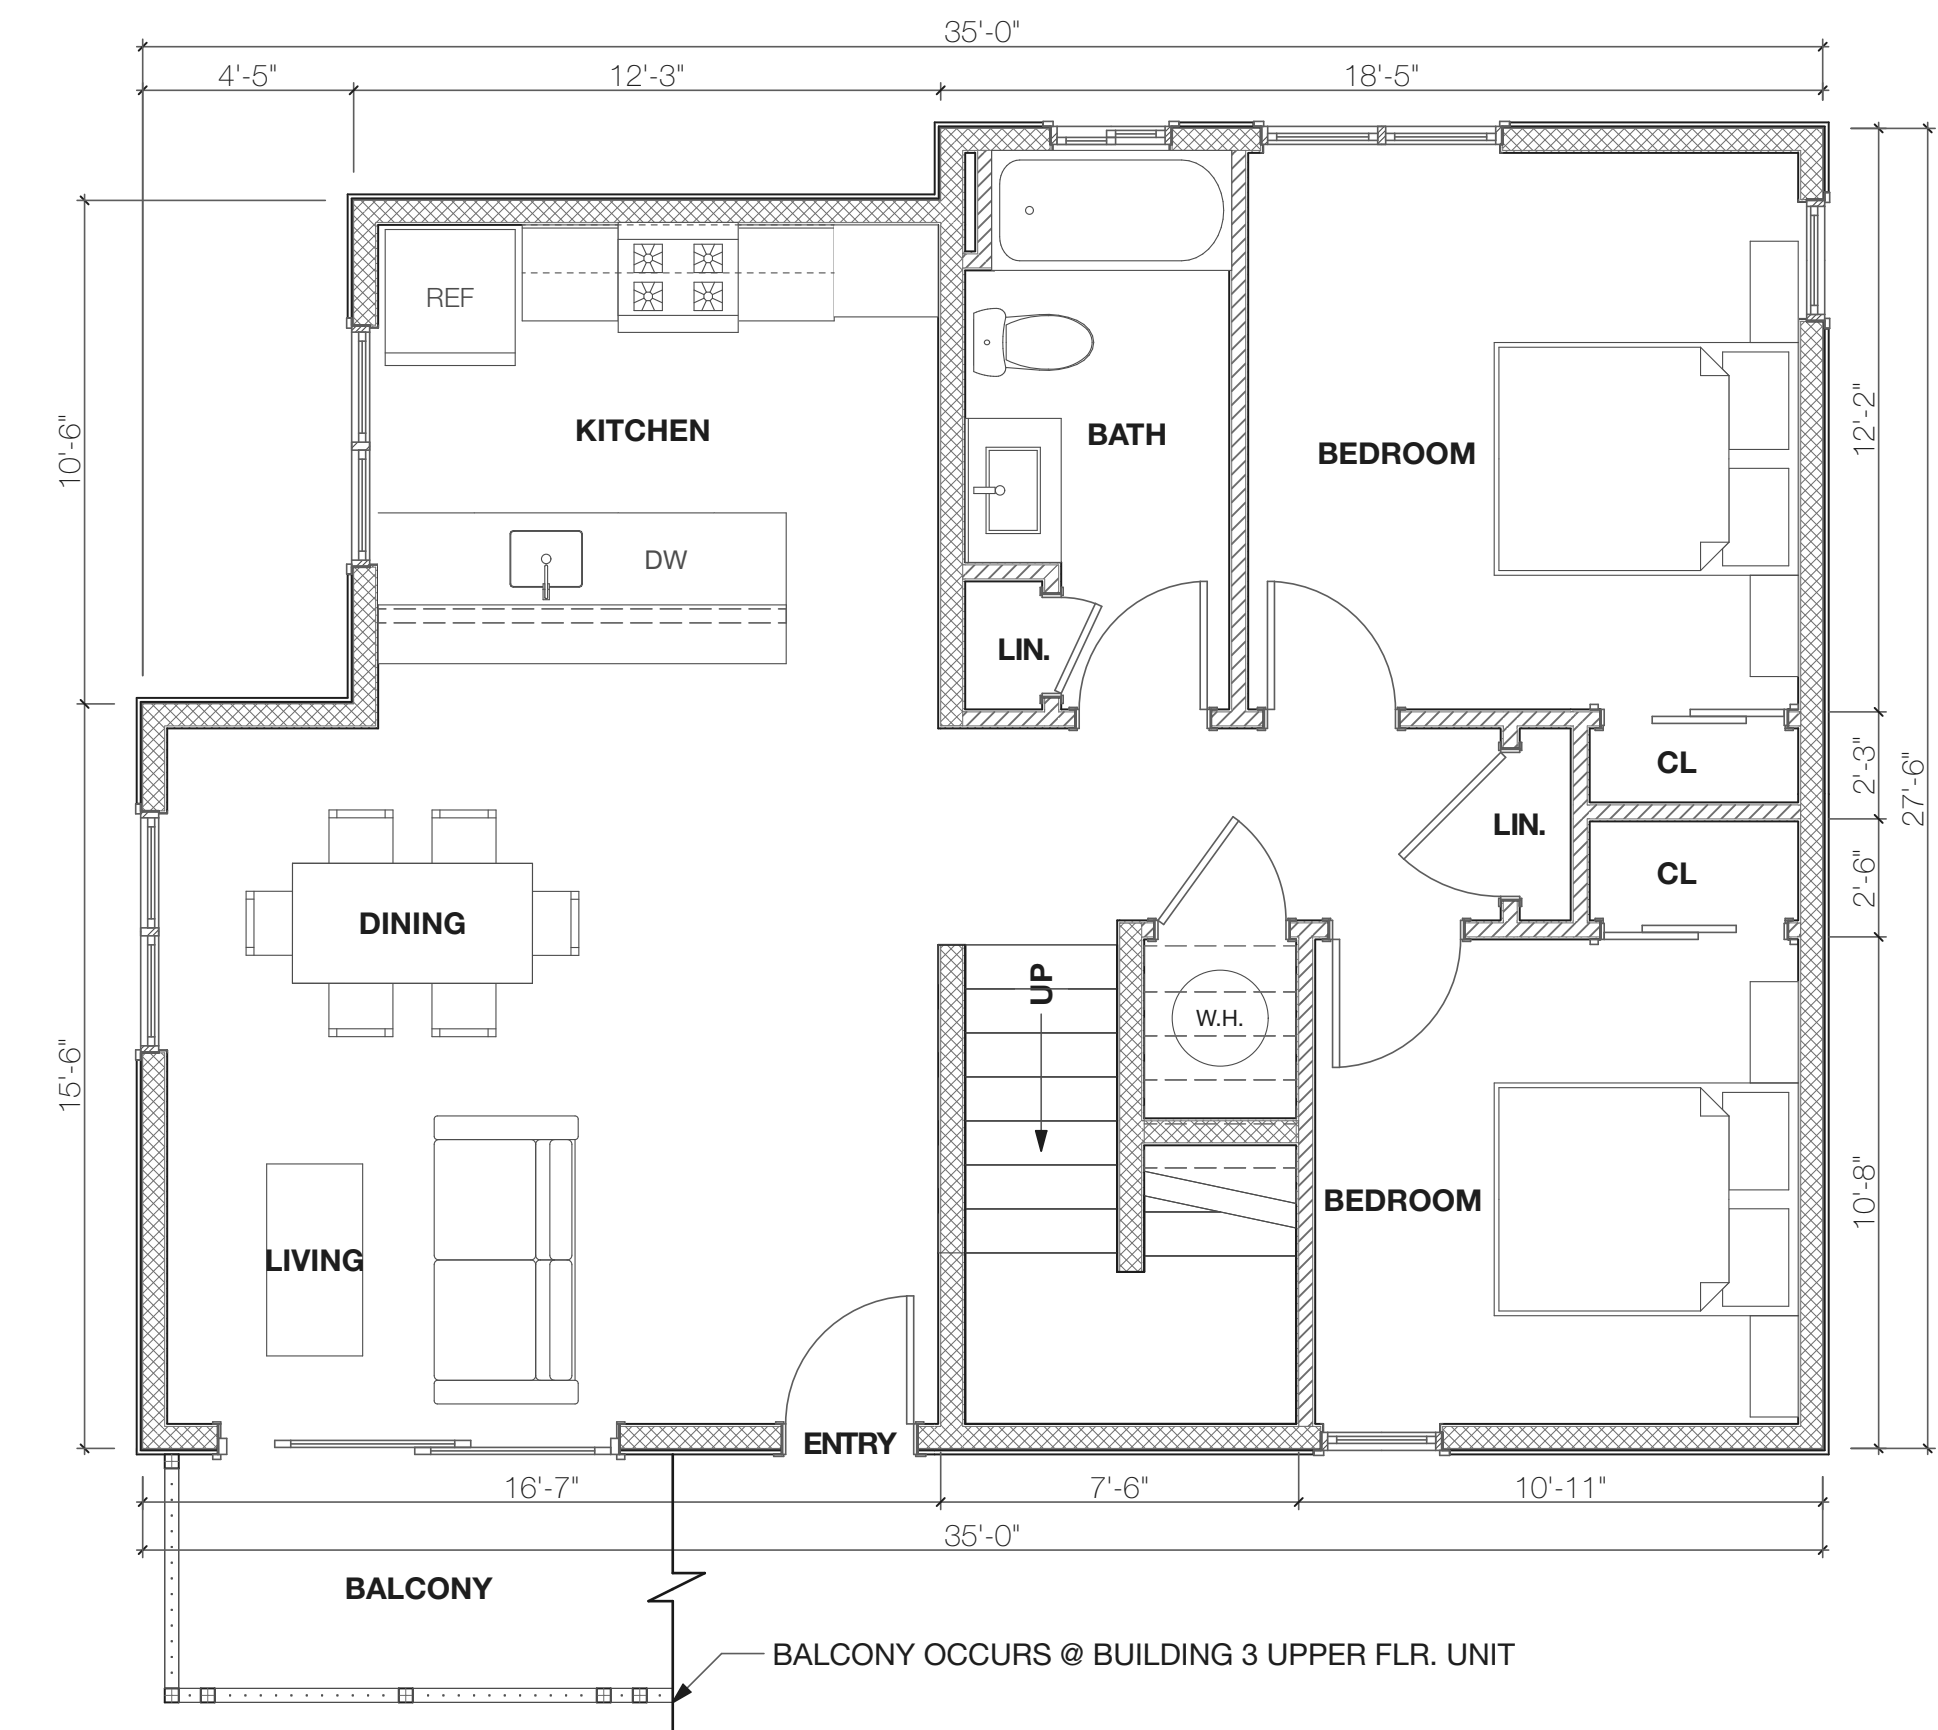 35'-0"
4'-5"
12'-3"
18'-5"
REF
KITCHEN
BATH
BEDROOM
10'-6"
12'-2"
DW
LIN.
CL
2'-3"
27'-6"
LIN.
CL
2'-6"
DINING
UP
W.H.
15'-6"
BEDROOM
10'-8"
LIVING
ENTRY
16'-7"
7'-6"
10'-11"
35'-0"
BALCONY
BALCONY OCCURS @ BUILDING 3 UPPER FLR. UNIT